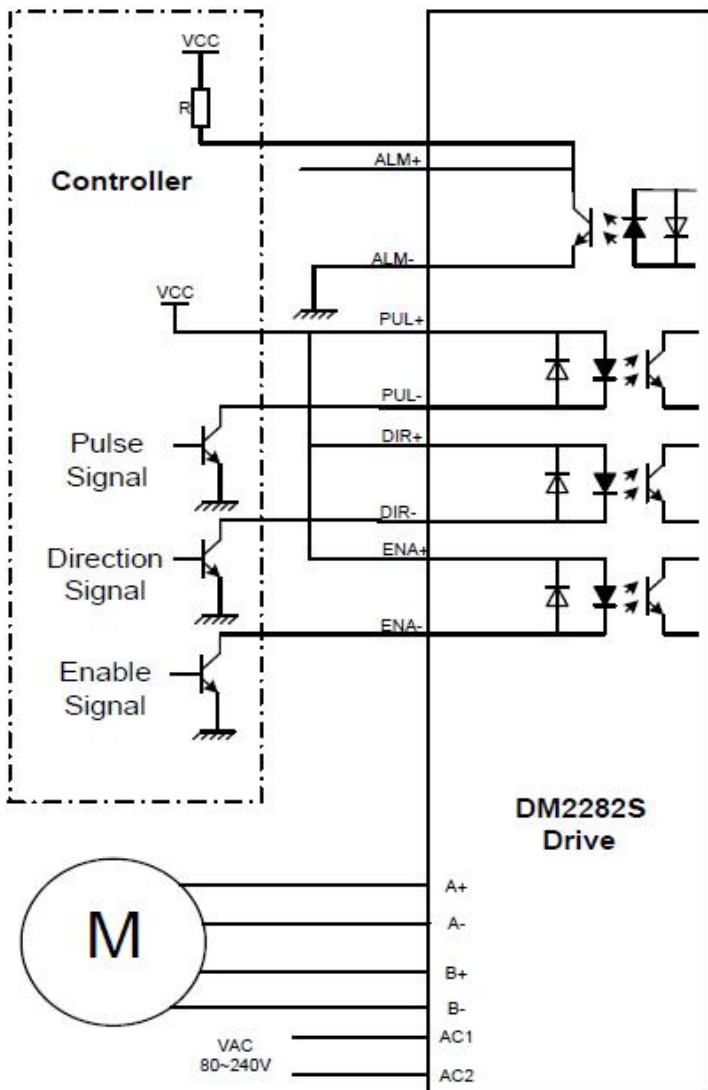 VCC
R
ALM+
Controller
ALM-
VCC
PUL+
PUL-
Pulse
Signal
DIR+
DIR-
Direction
Signal
ENA+
ENA-
Enable
Signal
DM2282S
Drive
M
A+
A-
B+
B-
VAC
80~240V
AC1
AC2